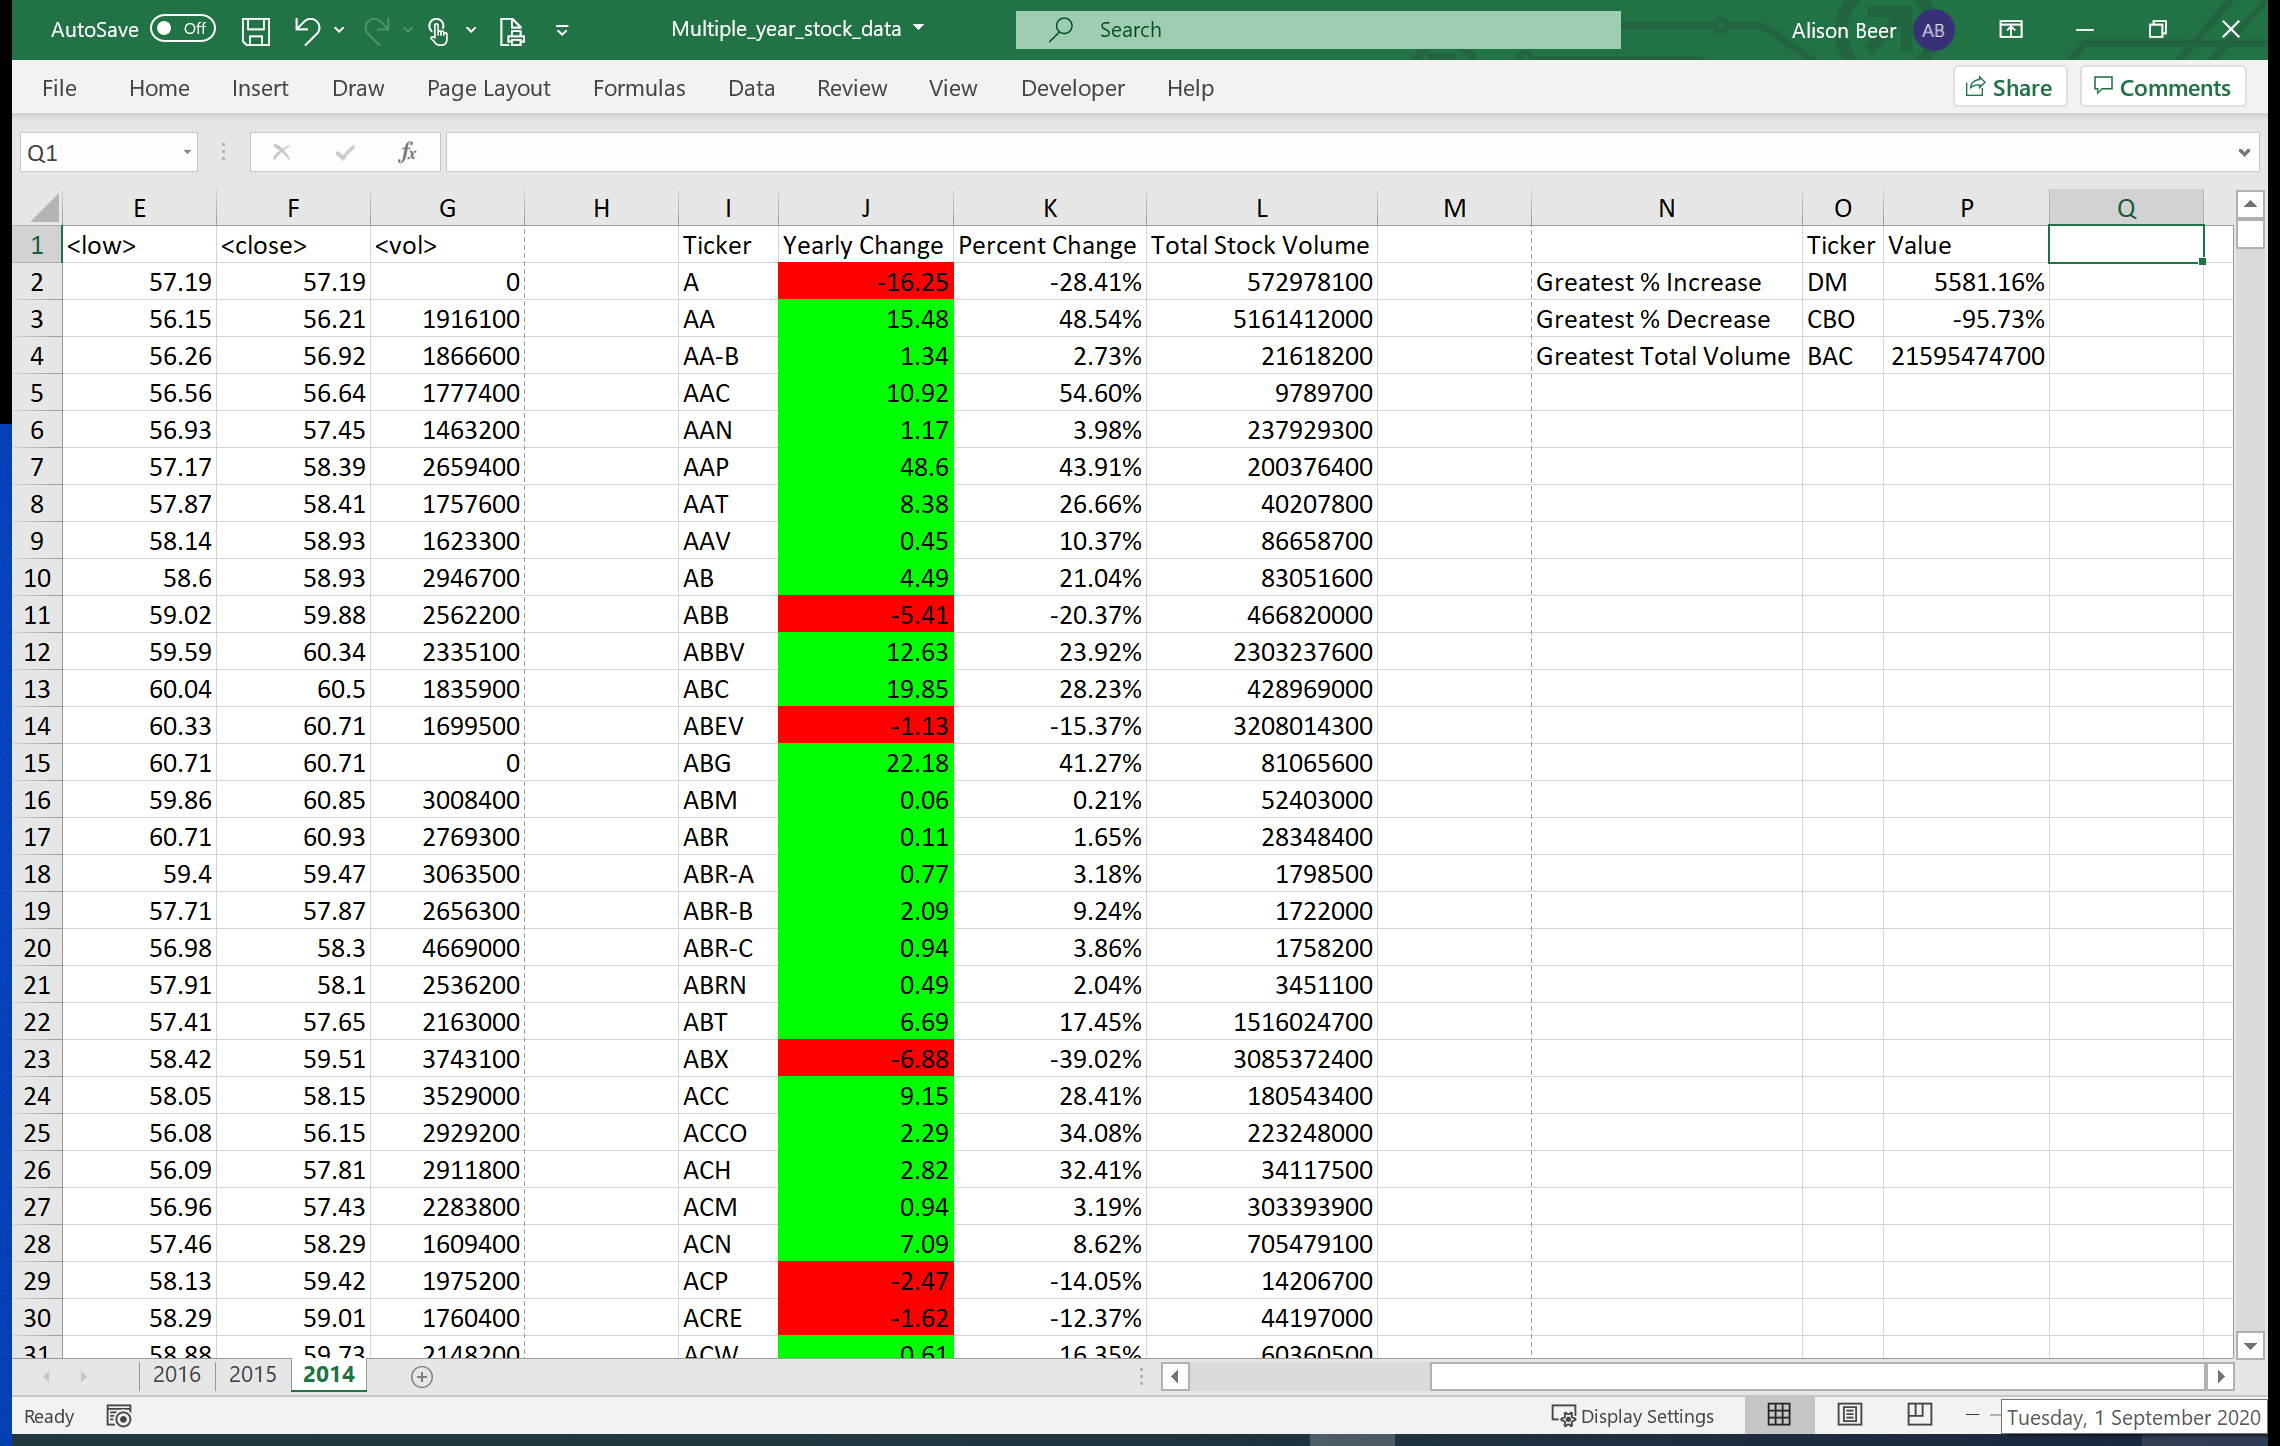 AutoSave Off Multiple_year_stock_data Search Alison Beer AB
File Home Insert Draw Page Layout Formulas Data Review View Developer Help Share Comments
Q1 fx
E F G H I J K L M N O P Q
1 <low> <close> <vol> Ticker Yearly Change Percent Change Total Stock Volume Ticker Value
2 57.19 57.19 0 A -16.25 -28.41% 572978100 Greatest % Increase DM 5581.16%
3 56.15 56.21 1916100 AA 15.48 48.54% 5161412000 Greatest % Decrease CBO -95.73%
4 56.26 56.92 1866600 AA-B 1.34 2.73% 21618200 Greatest Total Volume BAC 21595474700
5 56.56 56.64 1777400 AAC 10.92 54.60% 9789700
6 56.93 57.45 1463200 AAN 1.17 3.98% 237929300
7 57.17 58.39 2659400 AAP 48.6 43.91% 200376400
8 57.87 58.41 1757600 AAT 8.38 26.66% 40207800
9 58.14 58.93 1623300 AAV 0.45 10.37% 86658700
10 58.6 58.93 2946700 AB 4.49 21.04% 83051600
11 59.02 59.88 2562200 ABB -5.41 -20.37% 466820000
12 59.59 60.34 2335100 ABBV 12.63 23.92% 2303237600
13 60.04 60.5 1835900 ABC 19.85 28.23% 428969000
14 60.33 60.71 1699500 ABEV -1.13 -15.37% 3208014300
15 60.71 60.71 0 ABG 22.18 41.27% 81065600
16 59.86 60.85 3008400 ABM 0.06 0.21% 52403000
17 60.71 60.93 2769300 ABR 0.11 1.65% 28348400
18 59.4 59.47 3063500 ABR-A 0.77 3.18% 1798500
19 57.71 57.87 2656300 ABR-B 2.09 9.24% 1722000
20 56.98 58.3 4669000 ABR-C 0.94 3.86% 1758200
21 57.91 58.1 2536200 ABRN 0.49 2.04% 3451100
22 57.41 57.65 2163000 ABT 6.69 17.45% 1516024700
23 58.42 59.51 3743100 ABX -6.88 -39.02% 3085372400
24 58.05 58.15 3529000 ACC 9.15 28.41% 180543400
25 56.08 56.15 2929200 ACCO 2.29 34.08% 223248000
26 56.09 57.81 2911800 ACH 2.82 32.41% 34117500
27 56.96 57.43 2283800 ACM 0.94 3.19% 303393900
28 57.46 58.29 1609400 ACN 7.09 8.62% 705479100
29 58.13 59.42 1975200 ACP -2.47 -14.05% 14206700
30 58.29 59.01 1760400 ACRE -1.62 -12.37% 44197000
31 58.88 59.73 2148200 ACW 0.61 16.35% 60360500
2016 2015 2014
Ready Display Settings Tuesday, 1 September 2020